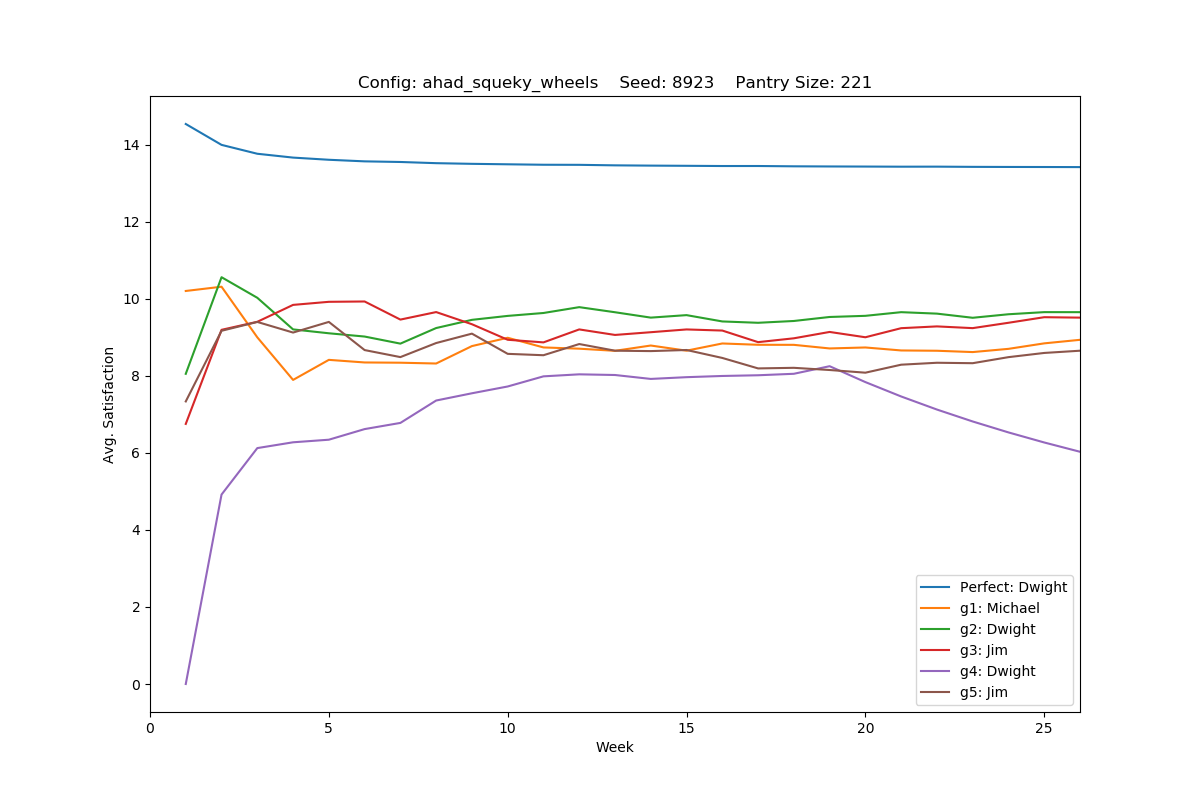 Config: ahad_squeky_wheels    Seed: 8923    Pantry Size: 221
14
12
10
8
6
4
2
0
Avg. Satisfaction
0 5 10 15 20 25
Week
Perfect: Dwight
g1: Michael
g2: Dwight
g3: Jim
g4: Dwight
g5: Jim